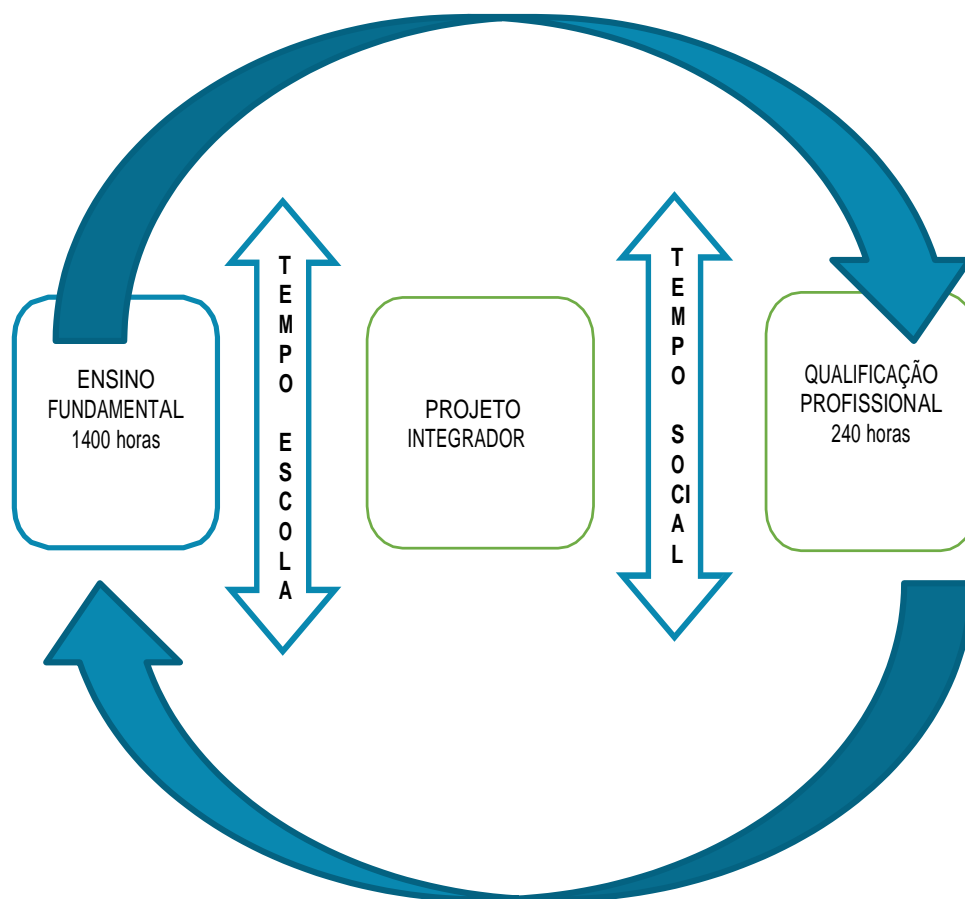 ENSINO
FUNDAMENTAL
1400 horas
T
E
M
P
O
E
S
C
O
L
A
PROJETO
INTEGRADOR
T
E
M
P
O
S
O
CI
A
L
QUALIFICAÇÃO
PROFISSIONAL
240 horas